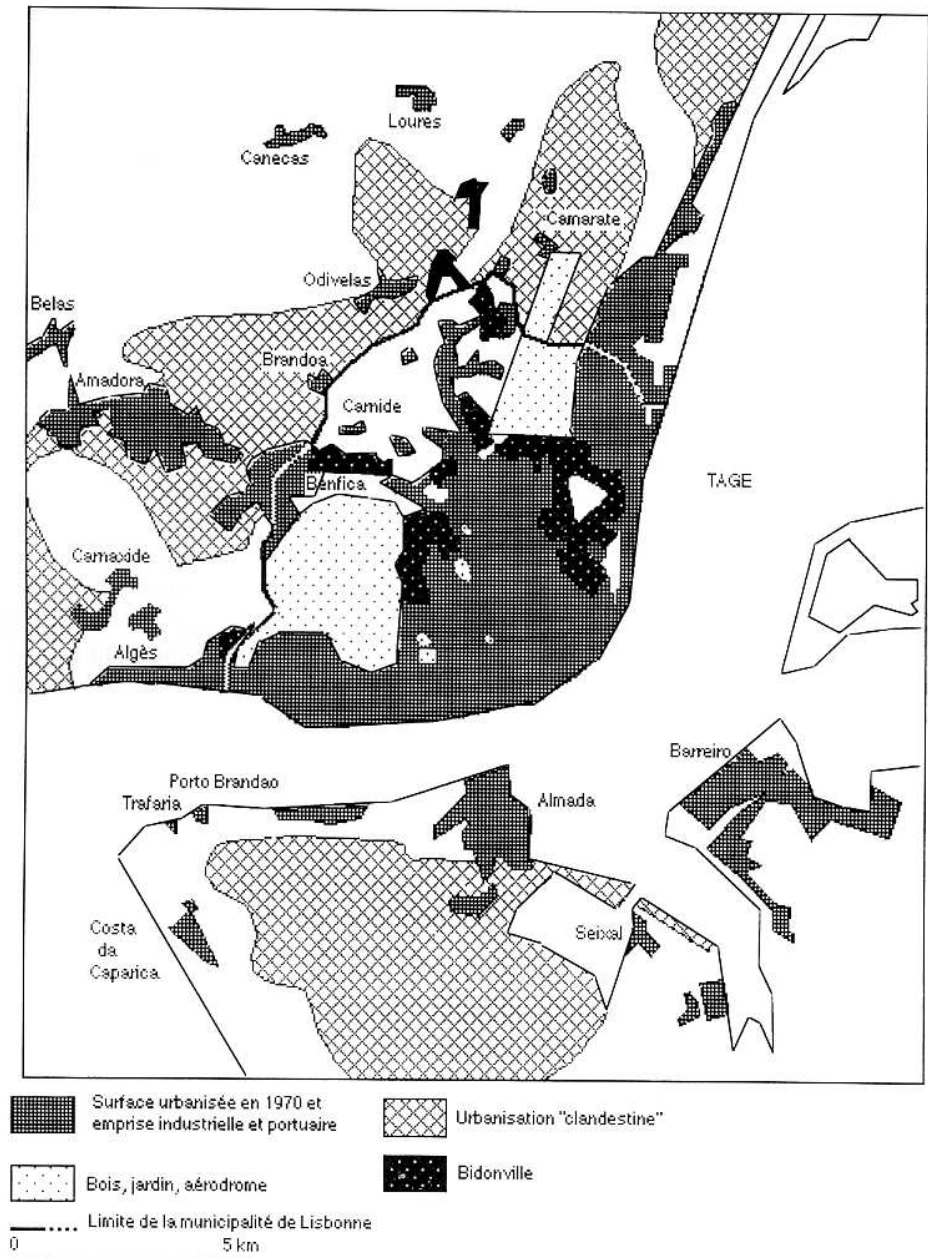 Loures
Canecas
Camarate
Odivelas
Belas
Brandoa
Amadora
Carnide
Benfica
TAGE
Carnaxide
Algès
Barreiro
Porto Brandao
Trafaria
Almada
Costa
da
Caparica
Seixal
Surface urbanisée en 1970 et
emprise industrielle et portuaire
Urbanisation "clandestine"
Bois, jardin, aérodrome
Bidonville
Limite de la municipalité de Lisbonne
0 5 km